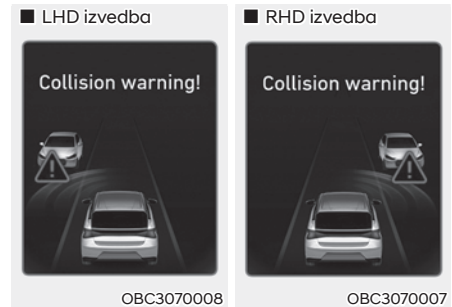 ■ LHD izvedba
Collision warning!
OBC3070008
■ RHD izvedba
Collision warning!
OBC3070007